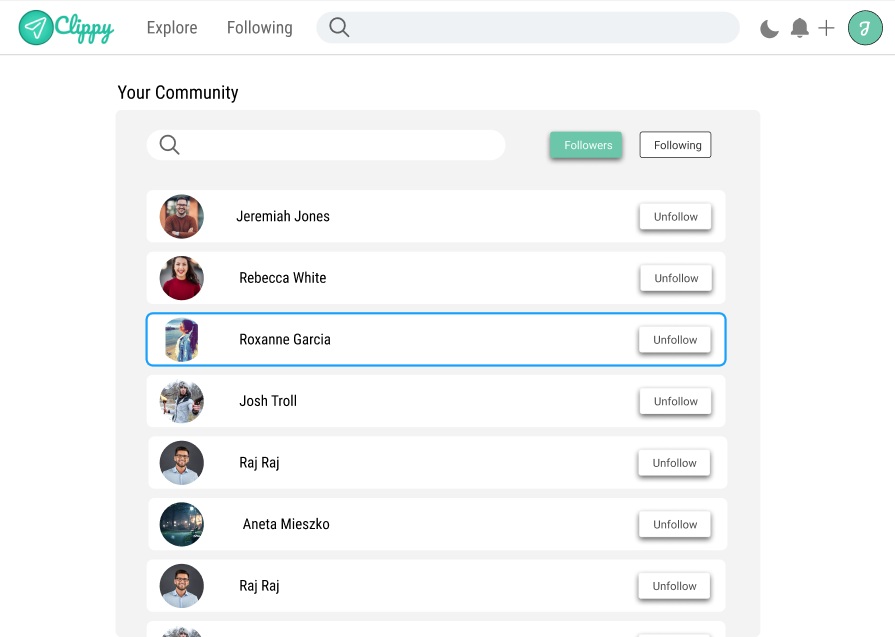 Clippy
Explore
Following
J
Your Community
Followers
Following
Jeremiah Jones
Unfollow
Rebecca White
Unfollow
Roxanne Garcia
Unfollow
Josh Troll
Unfollow
Raj Raj
Unfollow
Aneta Mieszko
Unfollow
Raj Raj
Unfollow